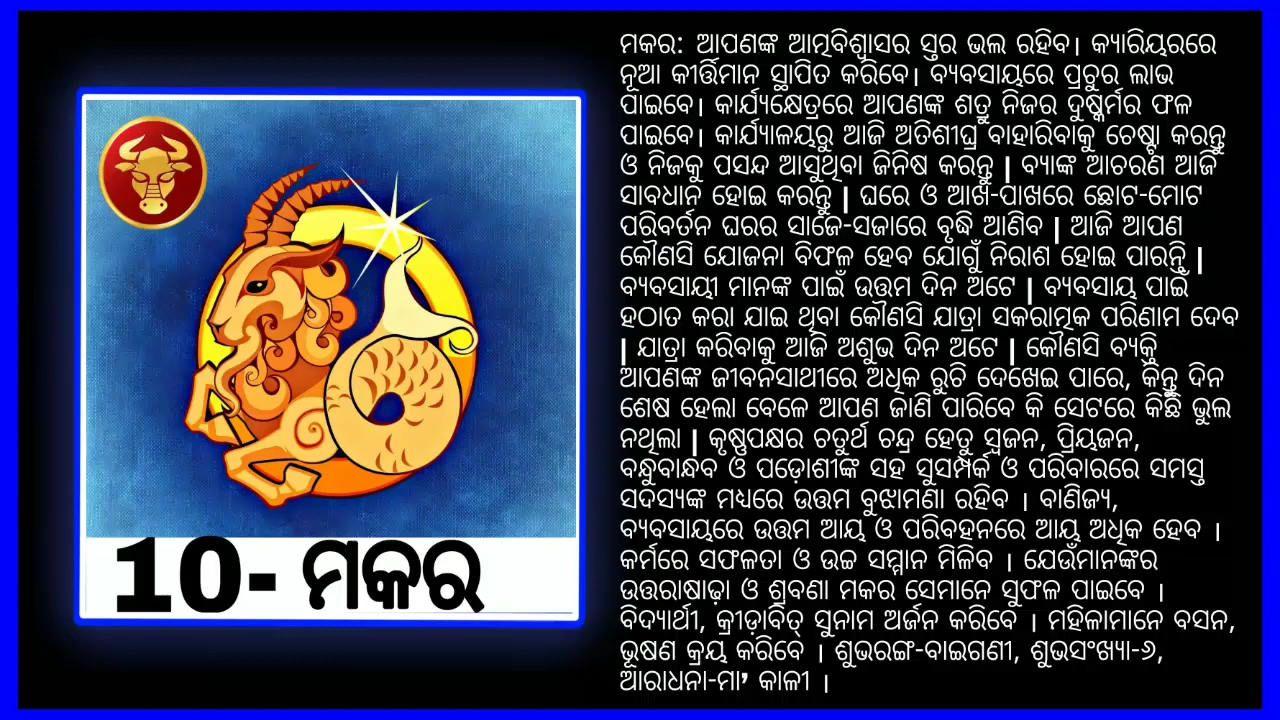 ମକର: ଆପଣଙ୍କ ଆତ୍ମବିଶ୍ୱାସର ସ୍ତର ଭଲ ରହିବ। କ୍ୟାରିୟରରେ
ନୂଆ କୀର୍ତ୍ତିମାନ ସ୍ଥାପିତ କରିବେ। ବ୍ୟବସାୟରେ ପ୍ରଚୁର ଲାଭ
ପାଇବେ। କାର୍ଯ୍ୟକ୍ଷେତ୍ରରେ ଆପଣଙ୍କ ଶତ୍ରୁ ନିଜର ଦୁଷ୍କର୍ମର ଫଳ
ପାଇବେ। କାର୍ଯ୍ୟାଳୟରୁ ଆଜି ଅତିଶୀଘ୍ର ବାହାରିବାକୁ ଚେଷ୍ଟା କରନ୍ତୁ
ଓ ନିଜକୁ ପସନ୍ଦ ଆସୁଥିବା ଜିନିଷ କରନ୍ତୁ | ବ୍ୟାଙ୍କ ଆଚରଣ ଆଜି
ସାବଧାନ ହୋଇ କରନ୍ତୁ | ଘରେ ଓ ଆଖ-ପାଖରେ ଛୋଟ-ମୋଟ
ପରିବର୍ତନ ଘରର ସାଜେ-ସଜାରେ ବୃଦ୍ଧି ଆଣିବ | ଆଜି ଆପଣ
କୌଣସି ଯୋଜନା ବିଫଳ ହେବ ଯୋଗୁଁ ନିରାଶ ହୋଇ ପାରନ୍ତି |
ବ୍ୟବସାୟୀ ମାନଙ୍କ ପାଇଁ ଉତ୍ତମ ଦିନ ଅଟେ | ବ୍ୟବସାୟ ପାଇଁ
ହଠାତ କରା ଯାଇ ଥିବା କୌଣସି ଯାତ୍ରା ସକରାତ୍ମକ ପରିଣାମ ଦେବ
| ଯାତ୍ରା କରିବାକୁ ଆଜି ଅଶୁଭ ଦିନ ଅଟେ | କୌଣସି ବ୍ୟକ୍ତି
ଆପଣଙ୍କ ଜୀବନସାଥୀରେ ଅଧିକ ରୁଚି ଦେଖେଇ ପାରେ, କିନ୍ତୁ ଦିନ
ଶେଷ ହେଲା ବେଳେ ଆପଣ ଜାଣି ପାରିବେ କି ସେଟରେ କିଛି ଭୁଲ
ନଥିଲା | କୃଷ୍ଣପକ୍ଷର ଚତୁର୍ଥ ଚନ୍ଦ୍ର ହେତୁ ସ୍ୱଜନ, ପ୍ରିୟଜନ,
ବନ୍ଧୁବାନ୍ଧବ ଓ ପଡ଼ୋଶୀଙ୍କ ସହ ସୁସମ୍ପର୍କ ଓ ପରିବାରରେ ସମସ୍ତ
ସଦସ୍ୟଙ୍କ ମଧ୍ୟରେ ଉତ୍ତମ ବୁଝାମଣା ରହିବ । ବାଣିଜ୍ୟ,
ବ୍ୟବସାୟରେ ଉତ୍ତମ ଆୟ ଓ ପରିବହନରେ ଆୟ ଅଧିକ ହେବ ।
କର୍ମରେ ସଫଳତା ଓ ଉଚ୍ଚ ସମ୍ମାନ ମିଳିବ । ଯେଉଁମାନଙ୍କର
ଉତ୍ତରାଷାଢ଼ା ଓ ଶ୍ରବଣା ମକର ସେମାନେ ସୁଫଳ ପାଇବେ ।
ବିଦ୍ୟାର୍ଥୀ, କ୍ରୀଡ଼ାବିତ୍ ସୁନାମ ଅର୍ଜନ କରିବେ । ମହିଳାମାନେ ବସନ,
ଭୂଷଣ କ୍ରୟ କରିବେ । ଶୁଭରଙ୍ଗ-ବାଇଗଣୀ, ଶୁଭସଂଖ୍ୟା-୬,
ଆରାଧନା-ମା’ କାଳୀ ।
10- ମକର